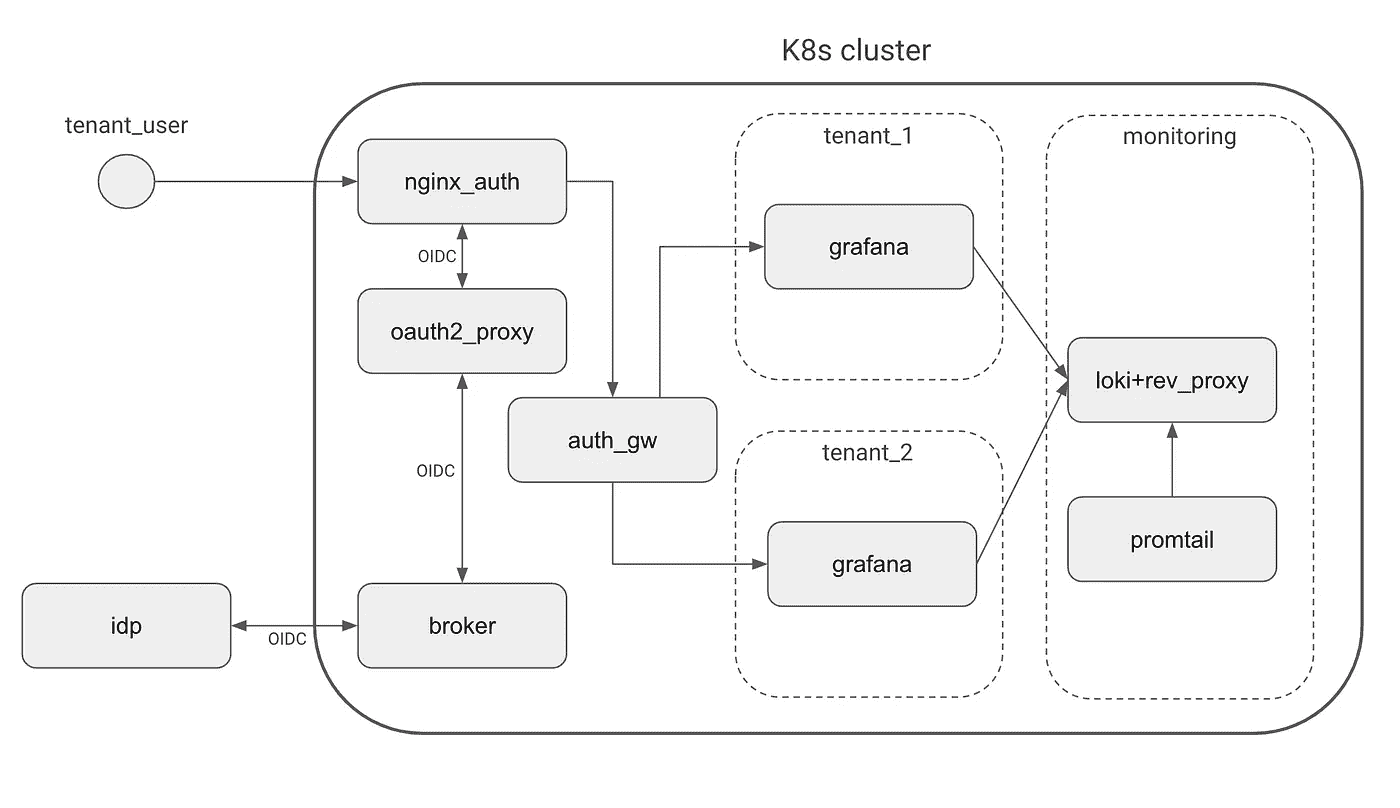 K8s cluster
tenant_user
tenant_1
monitoring
nginx_auth
grafana
OIDC
oauth2_proxy
loki+rev_proxy
auth_gw
tenant_2
OIDC
promtail
grafana
idp
OIDC
broker